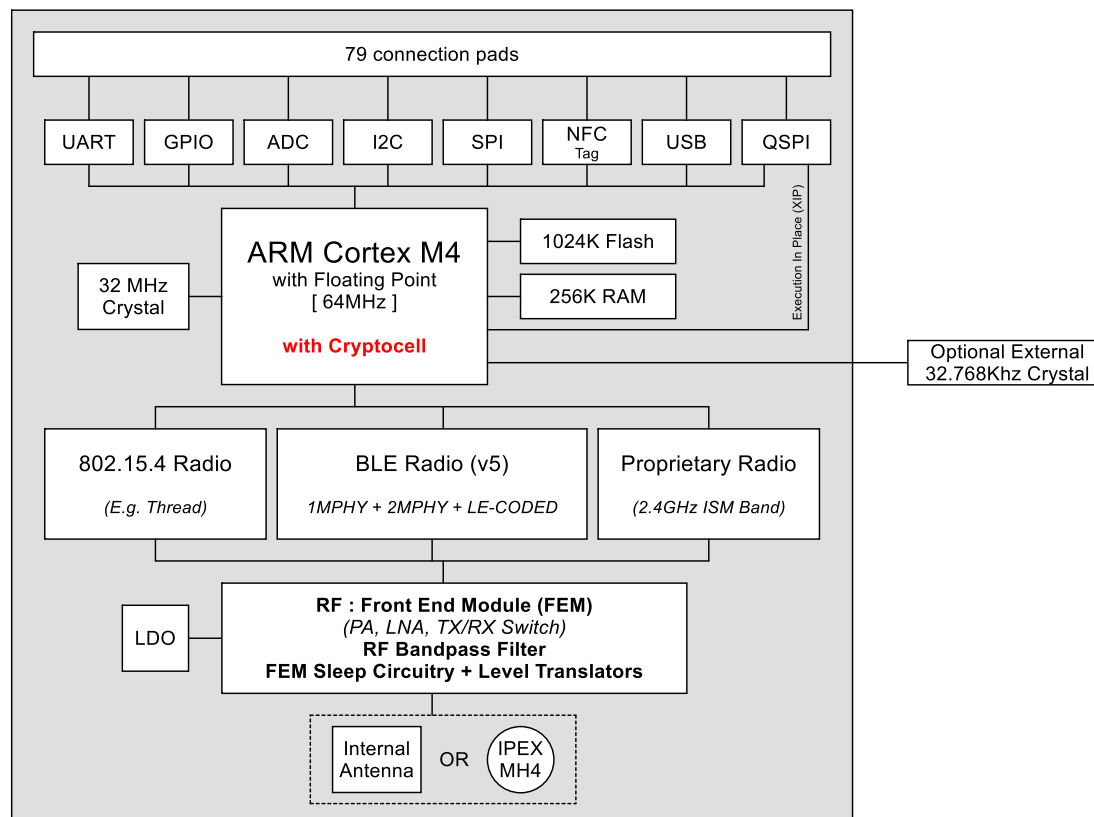 79 connection pads
UART
GPIO
ADC
I2C
SPI
NFC
Tag
USB
QSPI
Execution In Place (XIP)
ARM Cortex M4
with Floating Point
[ 64MHz ]
with Cryptocell
1024K Flash
256K RAM
32 MHz
Crystal
Optional External
32.768Khz Crystal
802.15.4 Radio
(E.g. Thread)
BLE Radio (v5)
1MPHY + 2MPHY + LE-CODED
Proprietary Radio
(2.4GHz ISM Band)
LDO
RF : Front End Module (FEM)
(PA, LNA, TX/RX Switch)
RF Bandpass Filter
FEM Sleep Circuitry + Level Translators
Internal
Antenna
OR
IPEX
MH4